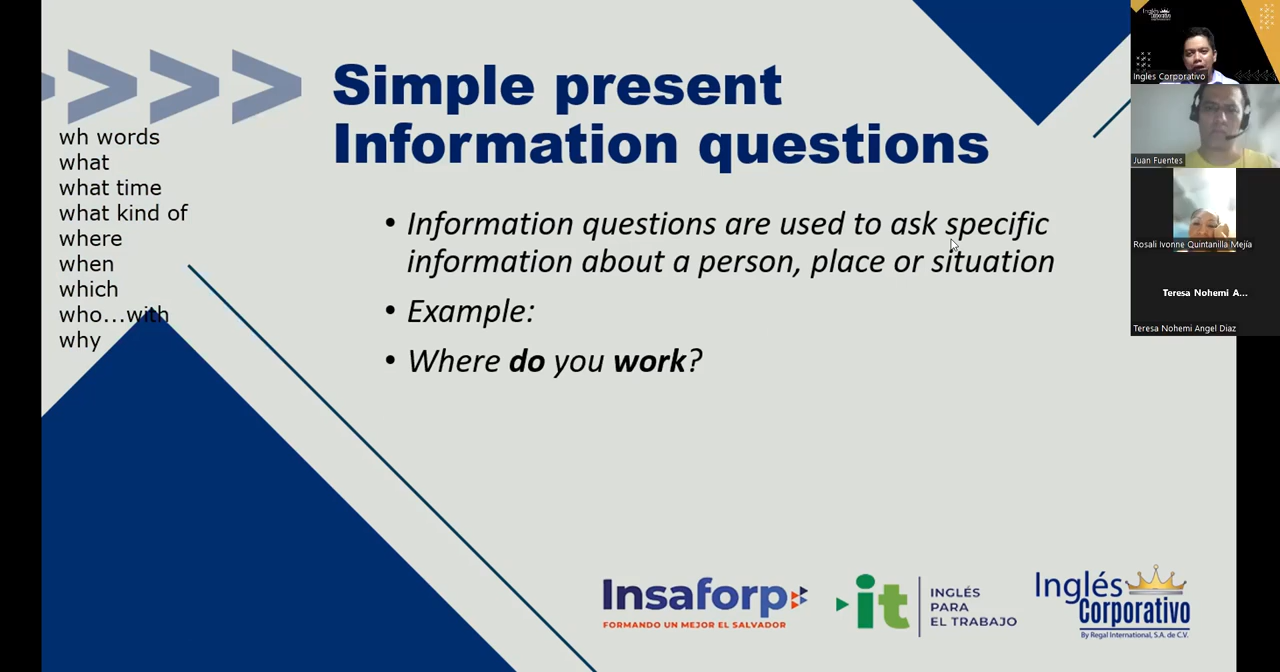 Simple present
Information questions
wh words
what
what time
what kind of
where
when
which
who...with
why
• Information questions are used to ask specific
information about a person, place or situation
• Example:
• Where do you work?
Insaforp
FORMANDO UN MEJOR EL SALVADOR
it
INGLÉS
PARA
EL TRABAJO
Inglés
Corporativo
By Regal International, S.A. de C.V.
Inglés
Corporativo
Ingles Corporativo
Juan Fuentes
Rosali Ivonne Quintanilla Mejía
Teresa Nohemi A...
Teresa Nohemi Angel Diaz